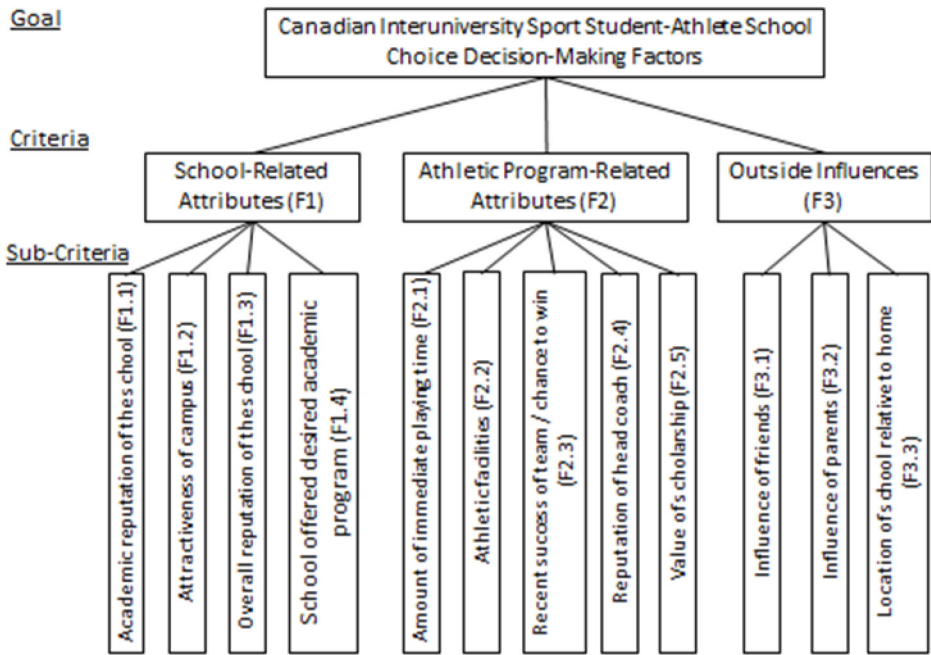 Goal
Canadian Interuniversity Sport Student-Athlete School
Choice Decision-Making Factors
Criteria
School-Related
Attributes (F1)
Athletic Program-Related
Attributes (F2)
Outside Influences
(F3)
Sub-Criteria
Academic reputation of the school (F1.1)
Attractiveness of campus (F1.2)
Overall reputation of the school (F1.3)
School offered desired academic
program (F1.4)
Amount of immediate playing time (F2.1)
Athletic facilities (F2.2)
Recent success of team / chance to win
(F2.3)
Reputation of head coach (F2.4)
Value of scholarship (F2.5)
Influence of friends (F3.1)
Influence of parents (F3.2)
Location of school relative to home
(F3.3)